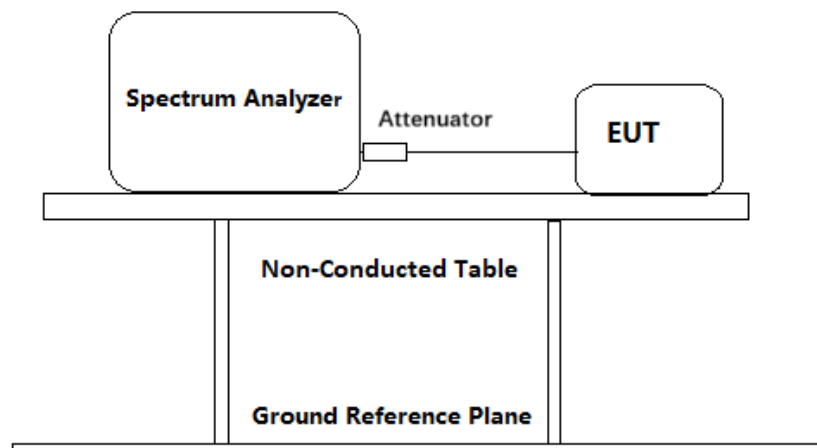 Spectrum Analyzer
Attenuator
EUT
Non-Conducted Table
Ground Reference Plane